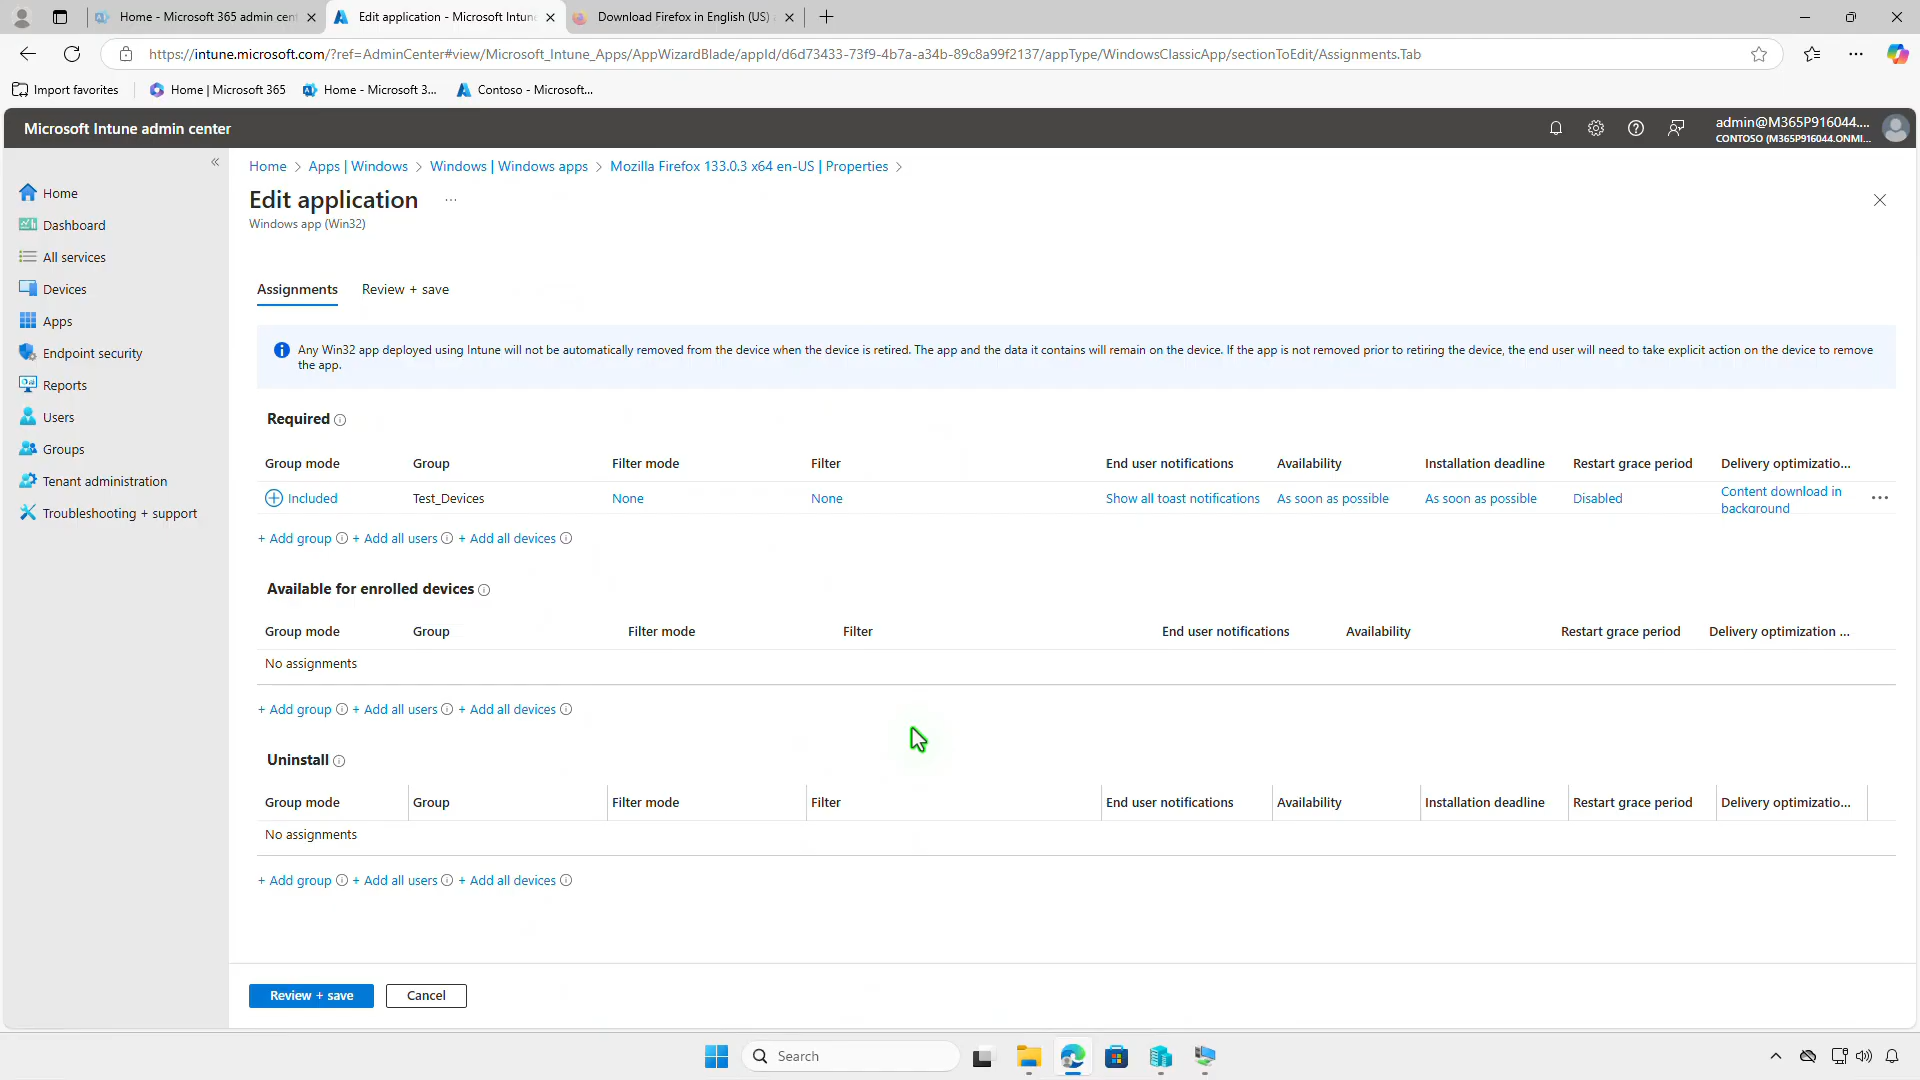 Home - Microsoft 365 admin cent
Edit application - Microsoft Intune
Download Firefox in English (US)
https://intune.microsoft.com/?ref=AdminCenter#view/Microsoft_Intune_Apps/AppWizardBlade/appId/d6d73433-73f9-4b7a-a34b-89c8a99f2137/appType/WindowsClassicApp/sectionToEdit/Assignments.Tab
Import favorites
Home | Microsoft 365
Home - Microsoft 3...
Contoso - Microsoft...
Microsoft Intune admin center
admin@M365P916044....
CONTOSO (M365P916044.ONMI...
Home
Dashboard
All services
Devices
Apps
Endpoint security
Reports
Users
Groups
Tenant administration
Troubleshooting + support
Home > Apps | Windows > Windows | Windows apps > Mozilla Firefox 133.0.3 x64 en-US | Properties >
Edit application ...
Windows app (Win32)
Assignments Review + save
Any Win32 app deployed using Intune will not be automatically removed from the device when the device is retired. The app and the data it contains will remain on the device. If the app is not removed prior to retiring the device, the end user will need to take explicit action on the device to remove
the app.
Required
Group mode Group Filter mode Filter End user notifications Availability Installation deadline Restart grace period Delivery optimizatio...
Included Test_Devices None None Show all toast notifications As soon as possible As soon as possible Disabled Content download in
background
+ Add group + Add all users + Add all devices
Available for enrolled devices
Group mode Group Filter mode Filter End user notifications Availability Restart grace period Delivery optimization ...
No assignments
+ Add group + Add all users + Add all devices
Uninstall
Group mode Group Filter mode Filter End user notifications Availability Installation deadline Restart grace period Delivery optimizatio...
No assignments
+ Add group + Add all users + Add all devices
Review + save Cancel
Search